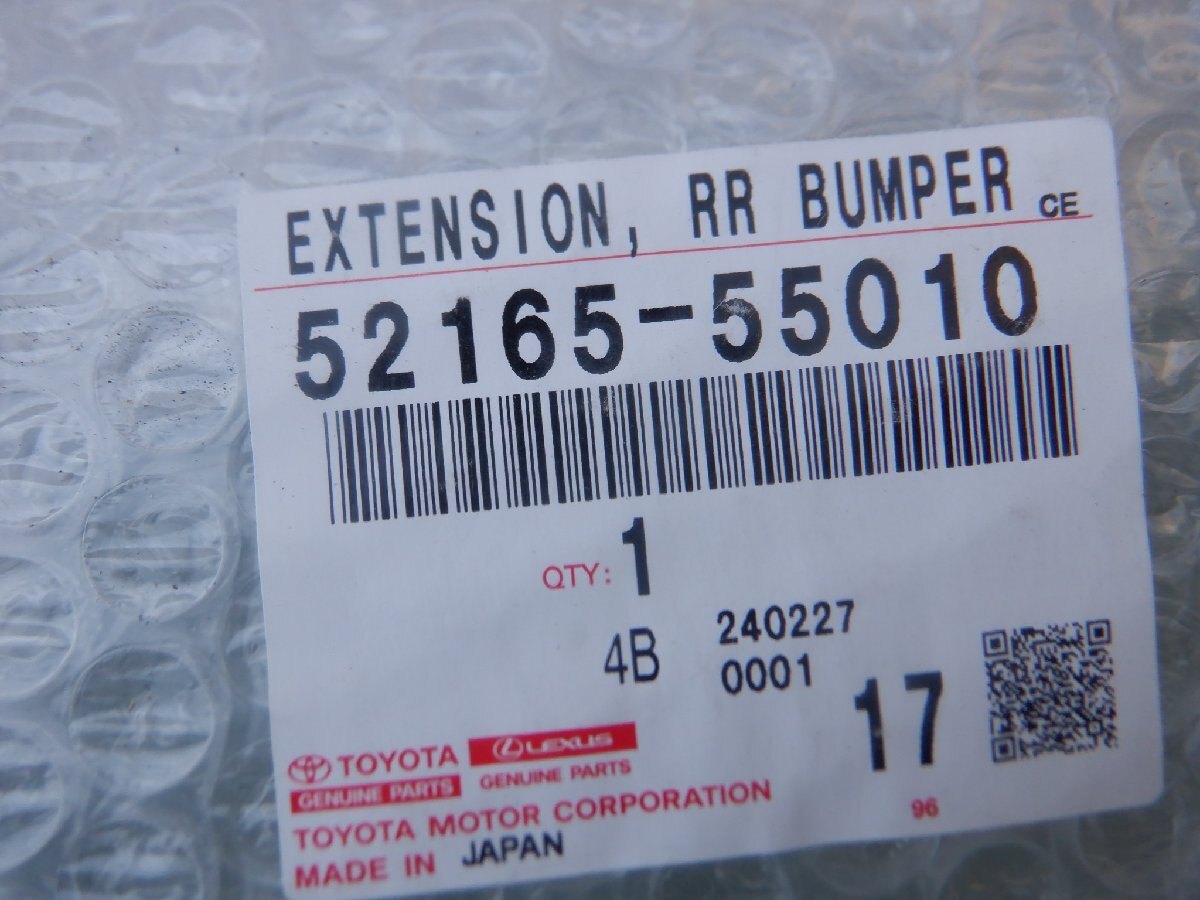 EXTENSION, RR BUMPER CE
52165-55010
QTY: 1
4B 240227
0001
17
TOYOTA LEXUS
GENUINE PARTS GENUINE PARTS
TOYOTA MOTOR CORPORATION
96
MADE IN JAPAN